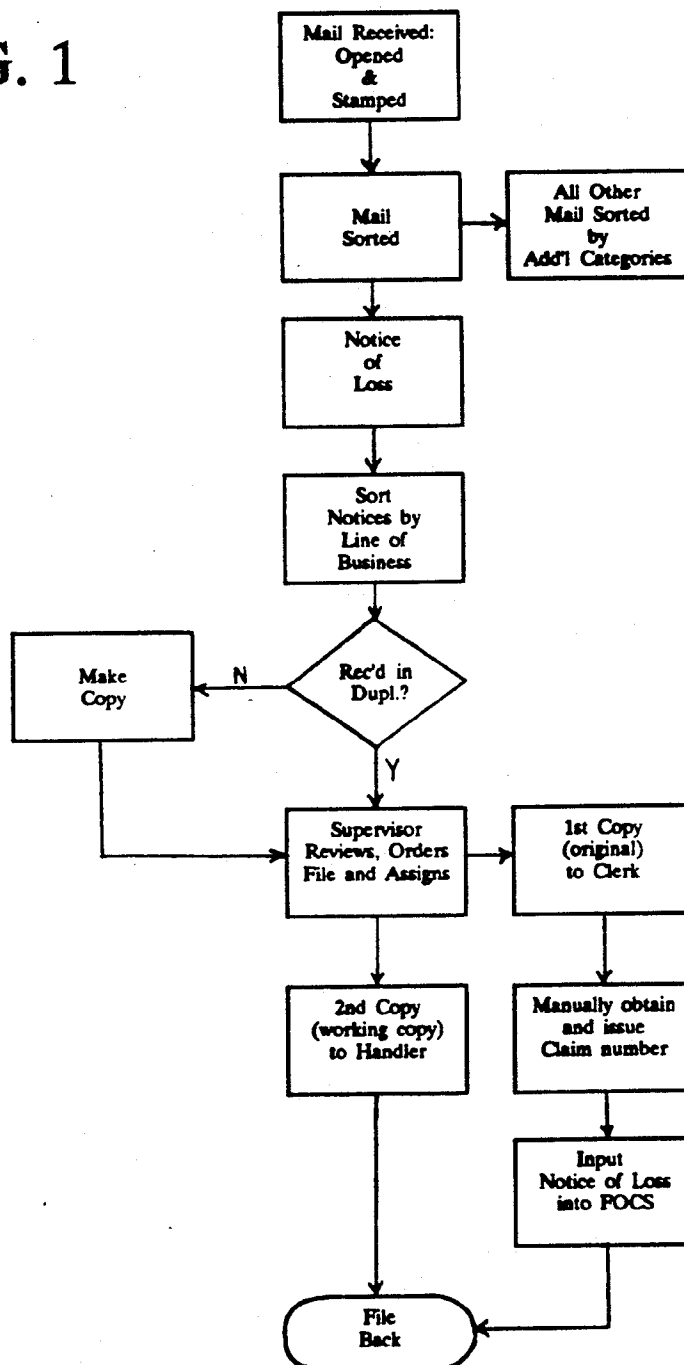 G. 1
Mail Received:
Opened
&
Stamped
Mail
Sorted
All Other
Mail Sorted
by
Add'l Categories
Notice
of
Loss
Sort
Notices by
Line of
Business
Rec'd in
Dupl.?
N
Make
Copy
Y
Supervisor
Reviews, Orders
File and Assigns
1st Copy
(original)
to Clerk
2nd Copy
(working copy)
to Handler
Manually obtain
and issue
Claim number
Input
Notice of Loss
into POCS
File
Back